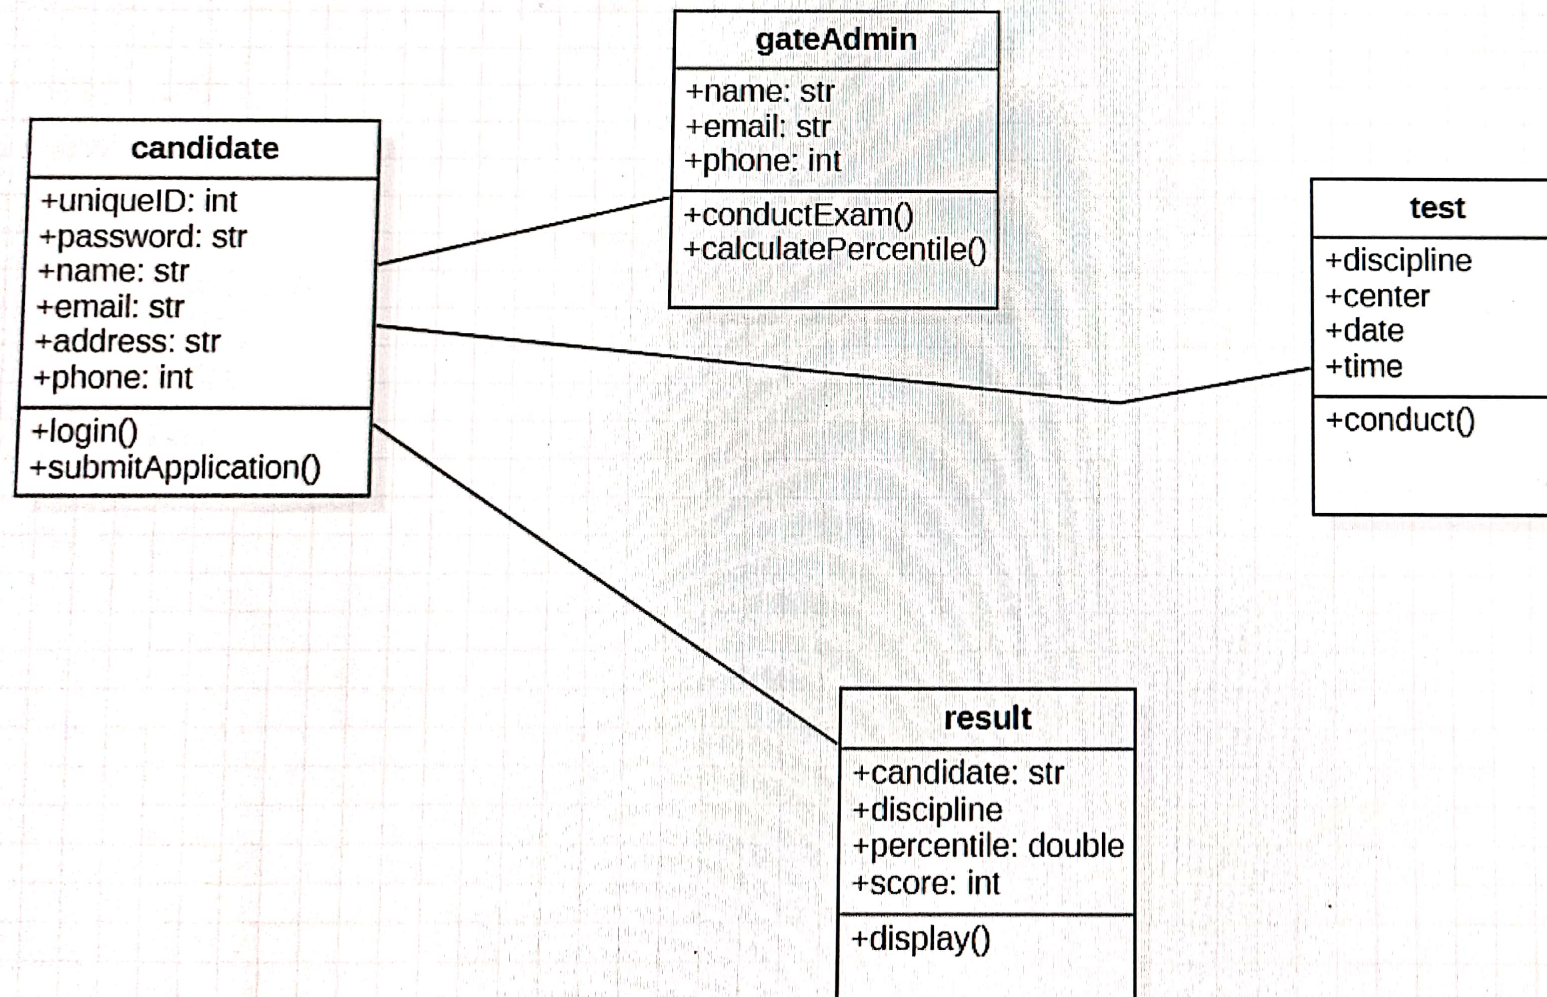 gateAdmin
+name: str
+email: str
+phone: int
+conductExam()
+calculatePercentile()
candidate
+uniqueID: int
+password: str
+name: str
+email: str
+address: str
+phone: int
+login()
+submitApplication()
test
+discipline
+center
+date
+time
+conduct()
result
+candidate: str
+discipline
+percentile: double
+score: int
+display()